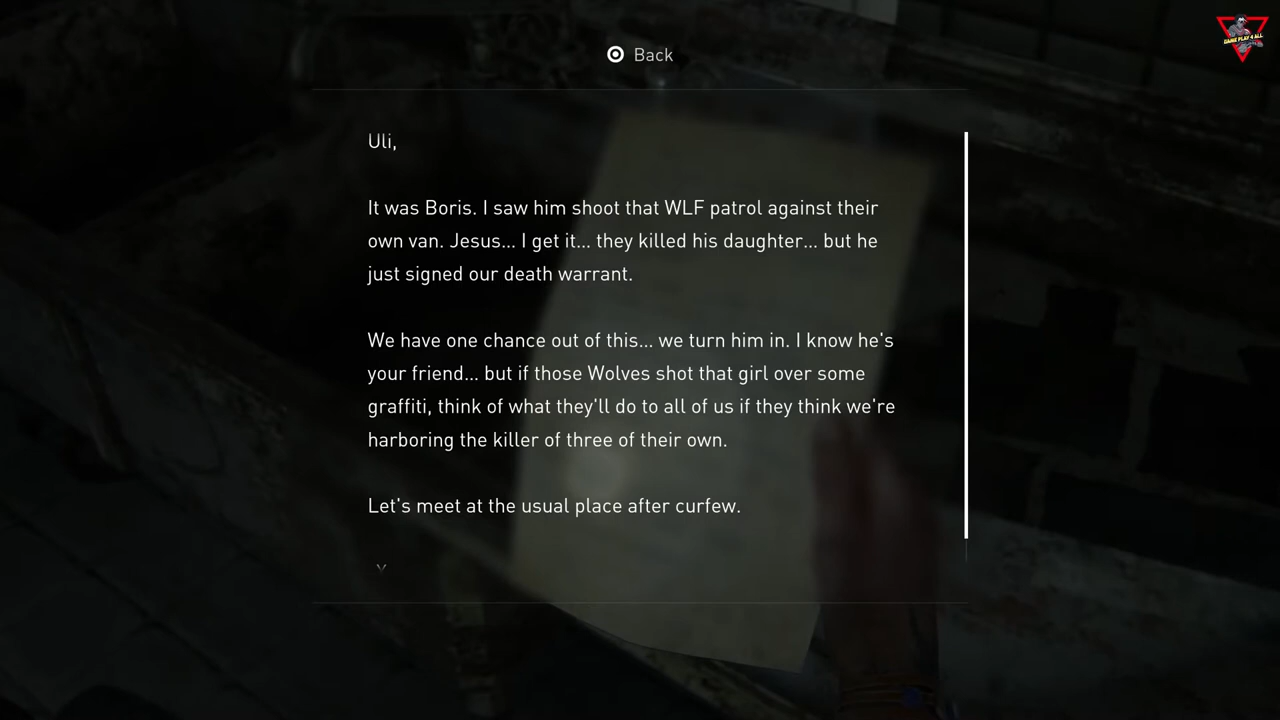 Back
GAME PLAY 4 ALL
Uli,
It was Boris. I saw him shoot that WLF patrol against their
own van. Jesus... I get it... they killed his daughter... but he
just signed our death warrant.
We have one chance out of this... we turn him in. I know he's
your friend... but if those Wolves shot that girl over some
graffiti, think of what they'll do to all of us if they think we're
harboring the killer of three of their own.
Let's meet at the usual place after curfew.